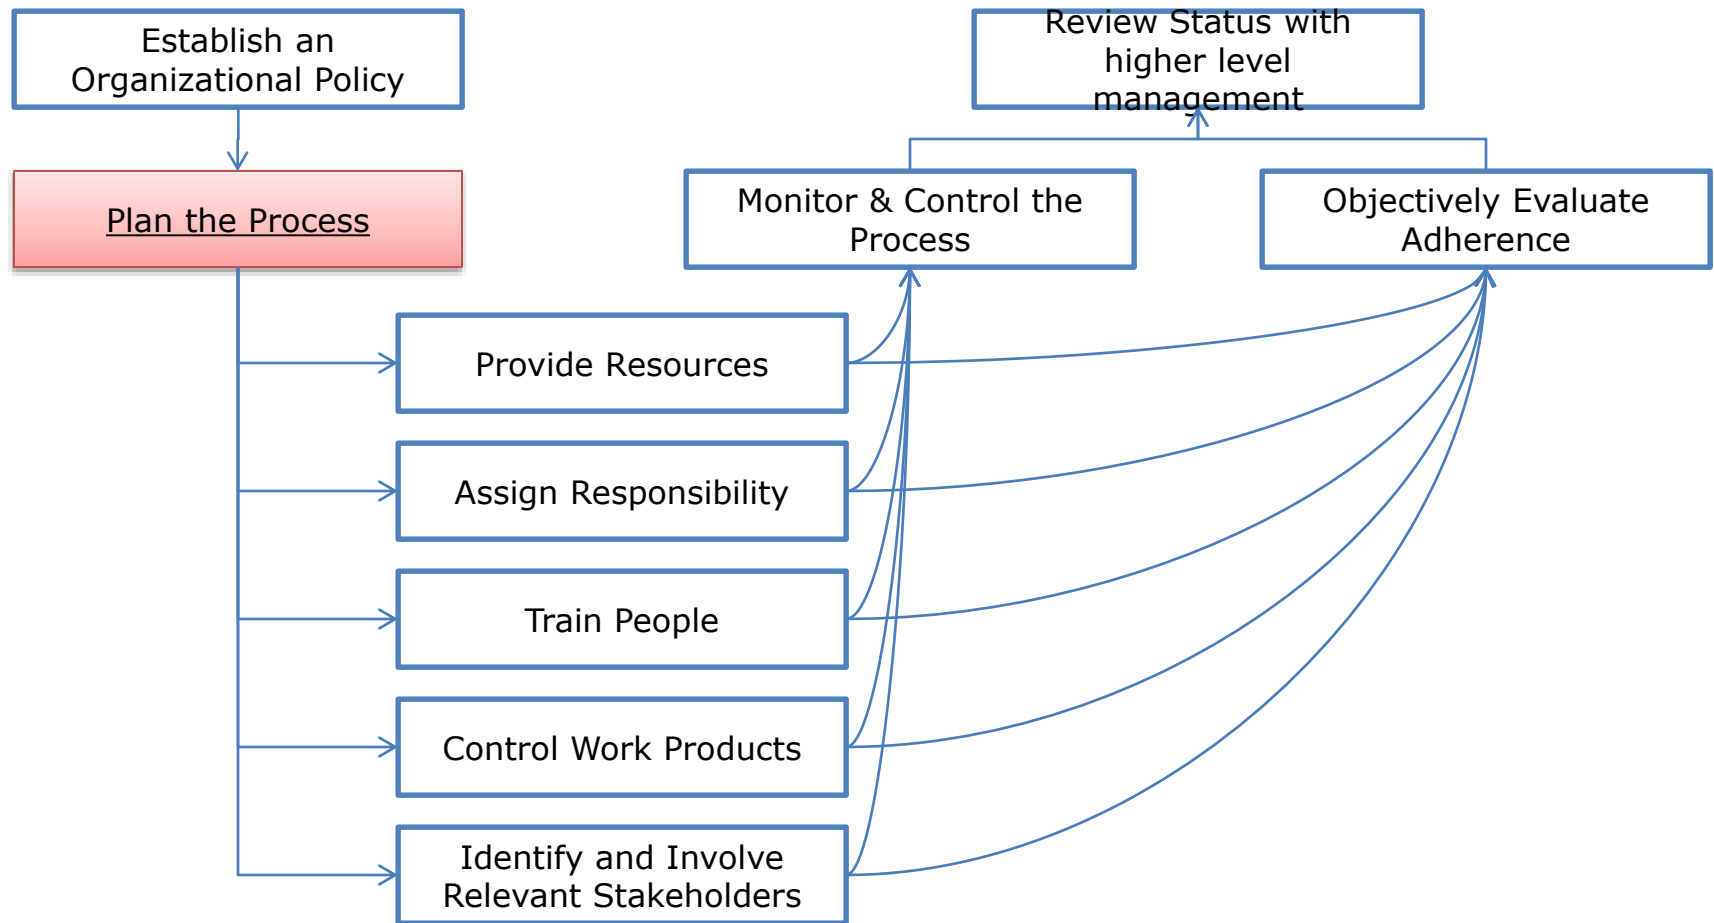 Establish an
Organizational Policy
Review Status with
higher level
management
Plan the Process
Monitor & Control the
Process
Objectively Evaluate
Adherence
Provide Resources
Assign Responsibility
Train People
Control Work Products
Identify and Involve
Relevant Stakeholders